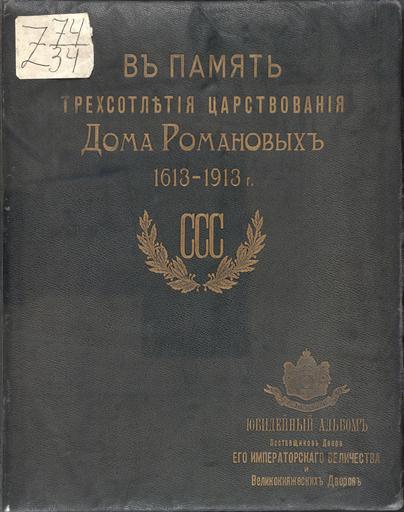 Z 74
34
ВЪ ПАМЯТЬ
ТРЕХСОТЛѢТІЯ ЦАРСТВОВАНІЯ
ДОМА РОМАНОВЫХЪ
1613-1913 г.
ССС
ЮБИЛЕЙНЫЙ АЛЬБОМЪ
Поставщиковъ Двора
ЕГО ИМПЕРАТОРСКАГО ВЕЛИЧЕСТВА
и
Великокняжескихъ Дворовъ